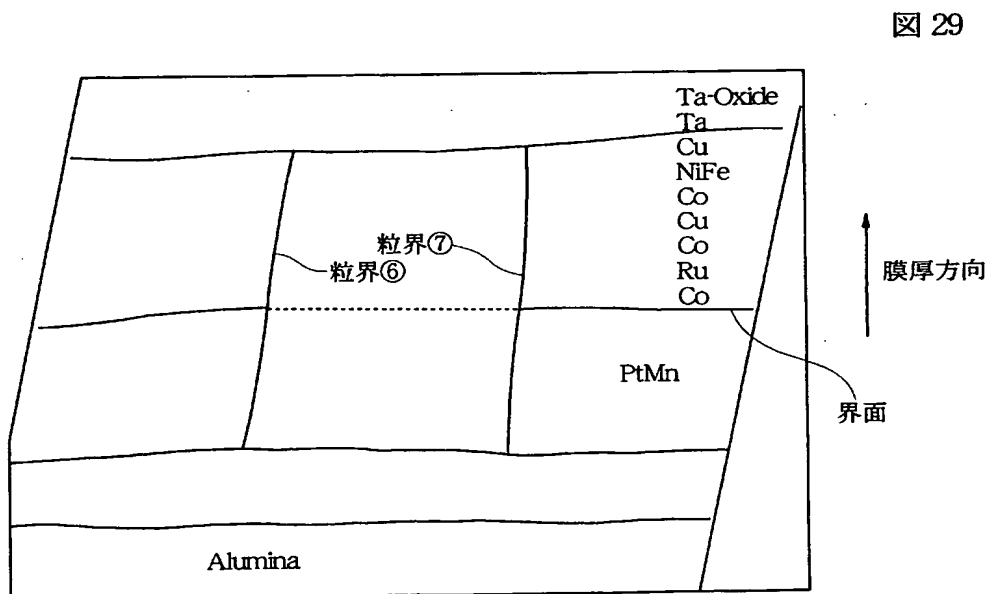 図 29
Ta-Oxide
Ta
Cu
NiFe
Co
Cu
Co
Ru
Co
粒界⑦
粒界⑥
膜厚方向
PtMn
界面
Alumina